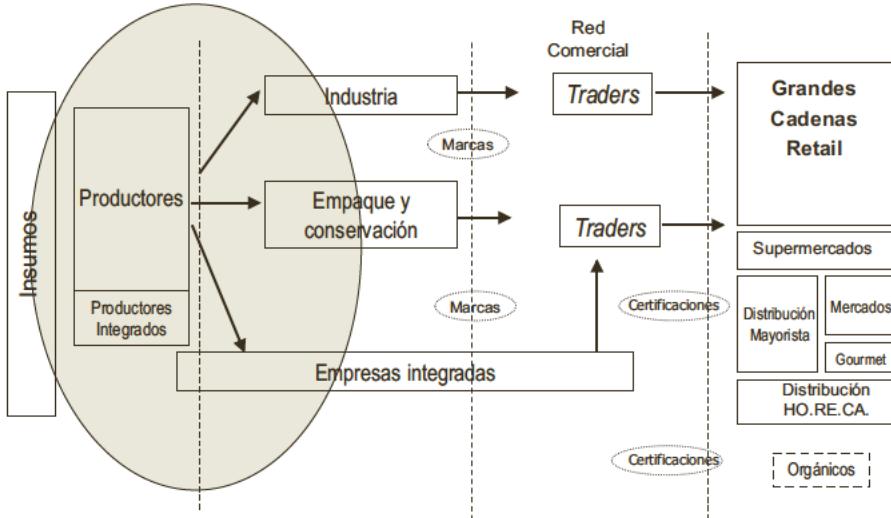 Red
Comercial
Insumos
Productores
Productores
Integrados
Industria
Marcas
Traders
Empaque y
conservación
Marcas
Traders
Empresas integradas
Certificaciones
Certificaciones
Grandes
Cadenas
Retail
Supermercados
Distribución
Mayorista
Mercados
Gourmet
Distribución
HO.RE.CA.
Orgánicos